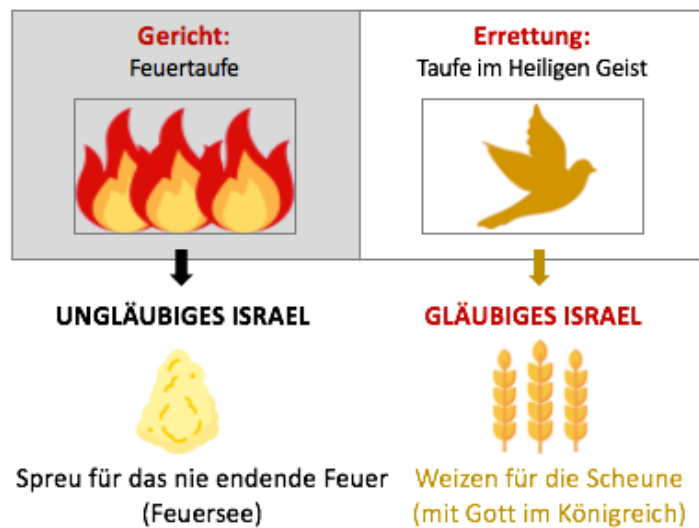 Gericht:
Feuertaufe
Errettung:
Taufe im Heiligen Geist
UNGLÄUBIGES ISRAEL
GLÄUBIGES ISRAEL
Spreu für das nie endende Feuer
(Feuersee)
Weizen für die Scheune
(mit Gott im Königreich)